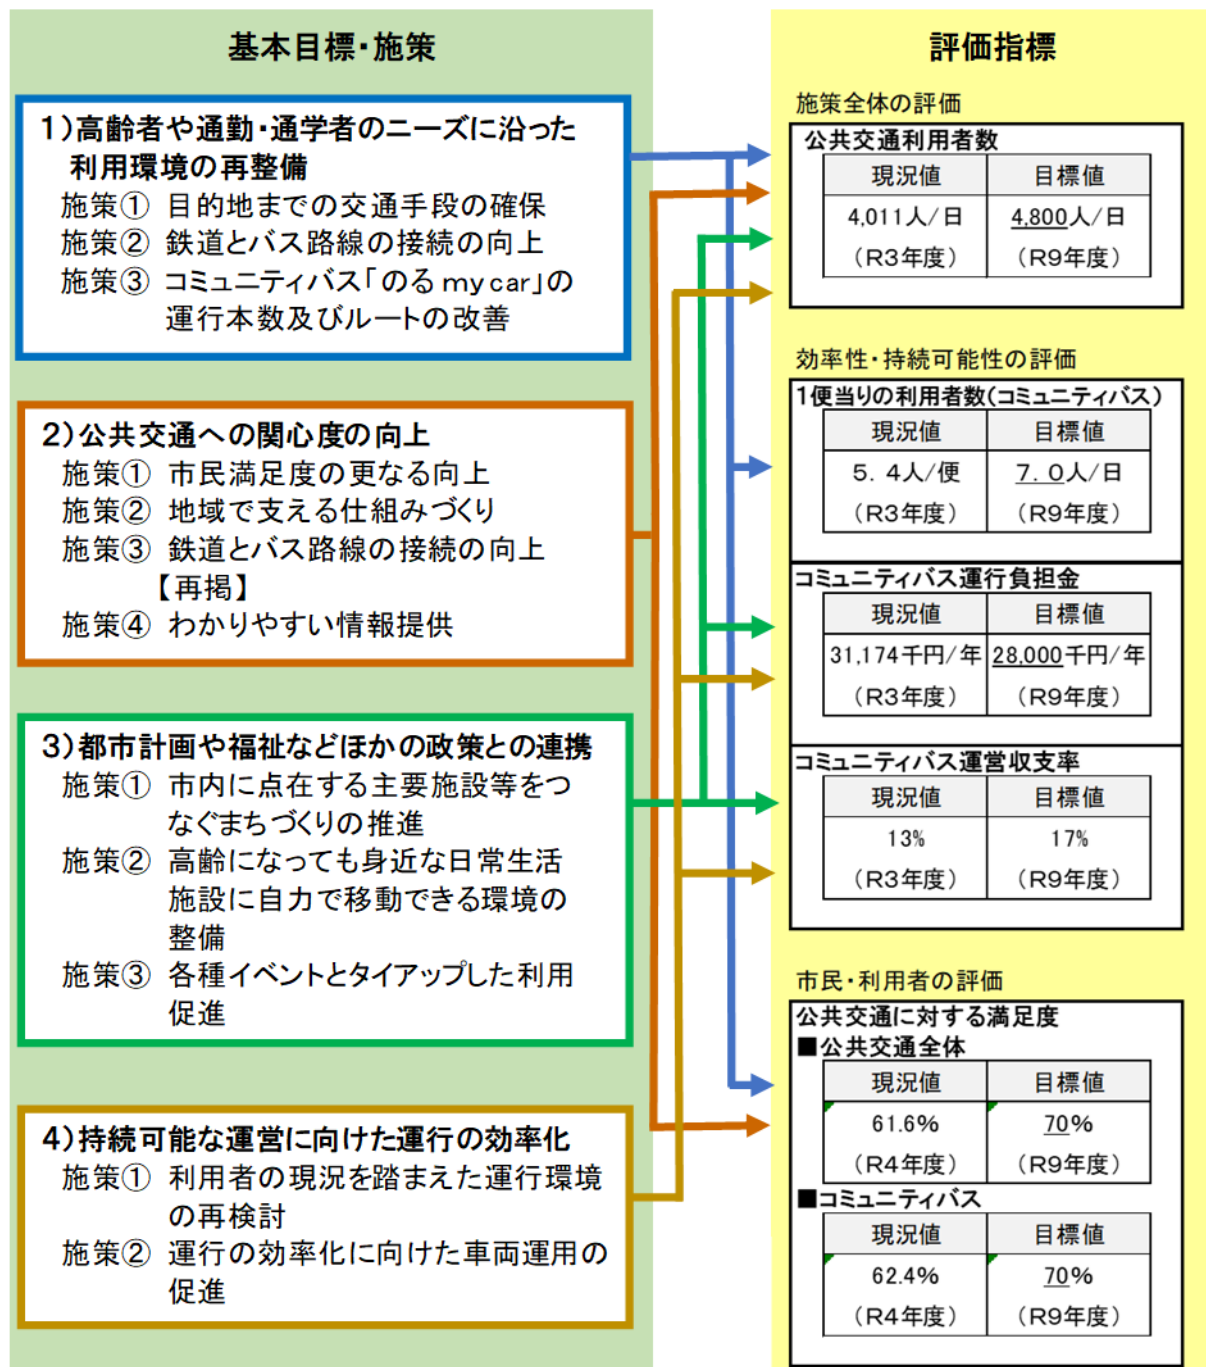 基本目標・施策
1)高齢者や通勤・通学者のニーズに沿った
利用環境の再整備
施策① 目的地までの交通手段の確保
施策② 鉄道とバス路線の接続の向上
施策③ コミュニティバス「のる my car」の
運行本数及びルートの改善
2)公共交通への関心度の向上
施策① 市民満足度の更なる向上
施策② 地域で支える仕組みづくり
施策③ 鉄道とバス路線の接続の向上
【再掲】
施策④ わかりやすい情報提供
3)都市計画や福祉などほかの政策との連携
施策① 市内に点在する主要施設等をつ
なぐまちづくりの推進
施策② 高齢になっても身近な日常生活
施設に自力で移動できる環境の
整備
施策③ 各種イベントとタイアップした利用
促進
4)持続可能な運営に向けた運行の効率化
施策① 利用者の現況を踏まえた運行環境
の再検討
施策② 運行の効率化に向けた車両運用の
促進
評価指標
施策全体の評価
公共交通利用者数
現況値 目標値
4,011人/日 4,800人/日
(R3年度) (R9年度)
効率性・持続可能性の評価
1便当りの利用者数(コミュニティバス)
現況値 目標値
5.4人/便 7.0人/日
(R3年度) (R9年度)
コミュニティバス運行負担金
現況値 目標値
31,174千円/年 28,000千円/年
(R3年度) (R9年度)
コミュニティバス運営収支率
現況値 目標値
13% 17%
(R3年度) (R9年度)
市民・利用者の評価
公共交通に対する満足度
■公共交通全体
現況値 目標値
61.6% 70%
(R4年度) (R9年度)
■コミュニティバス
現況値 目標値
62.4% 70%
(R4年度) (R9年度)